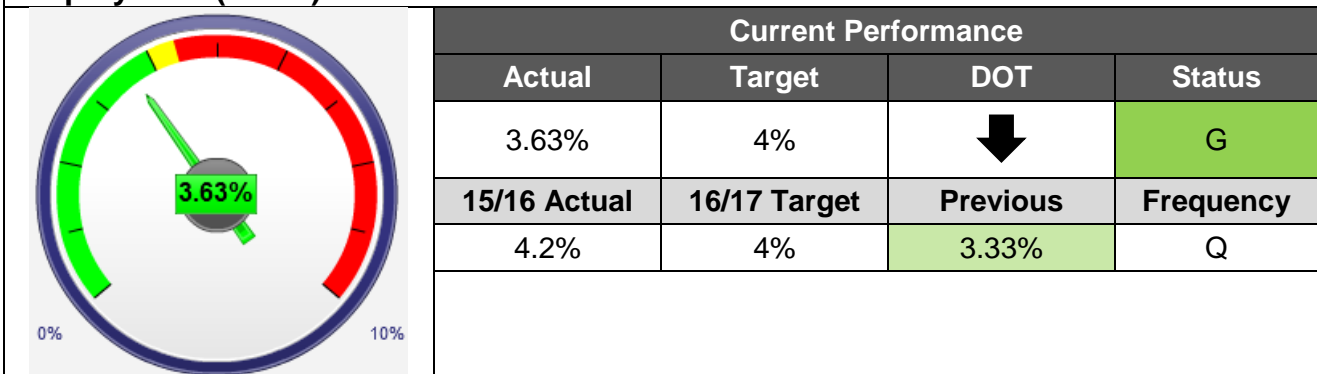 Current Performance
Actual Target DOT Status
3.63% 4% G
15/16 Actual 16/17 Target Previous Frequency
4.2% 4% 3.33% Q
3.63%
0% 10%